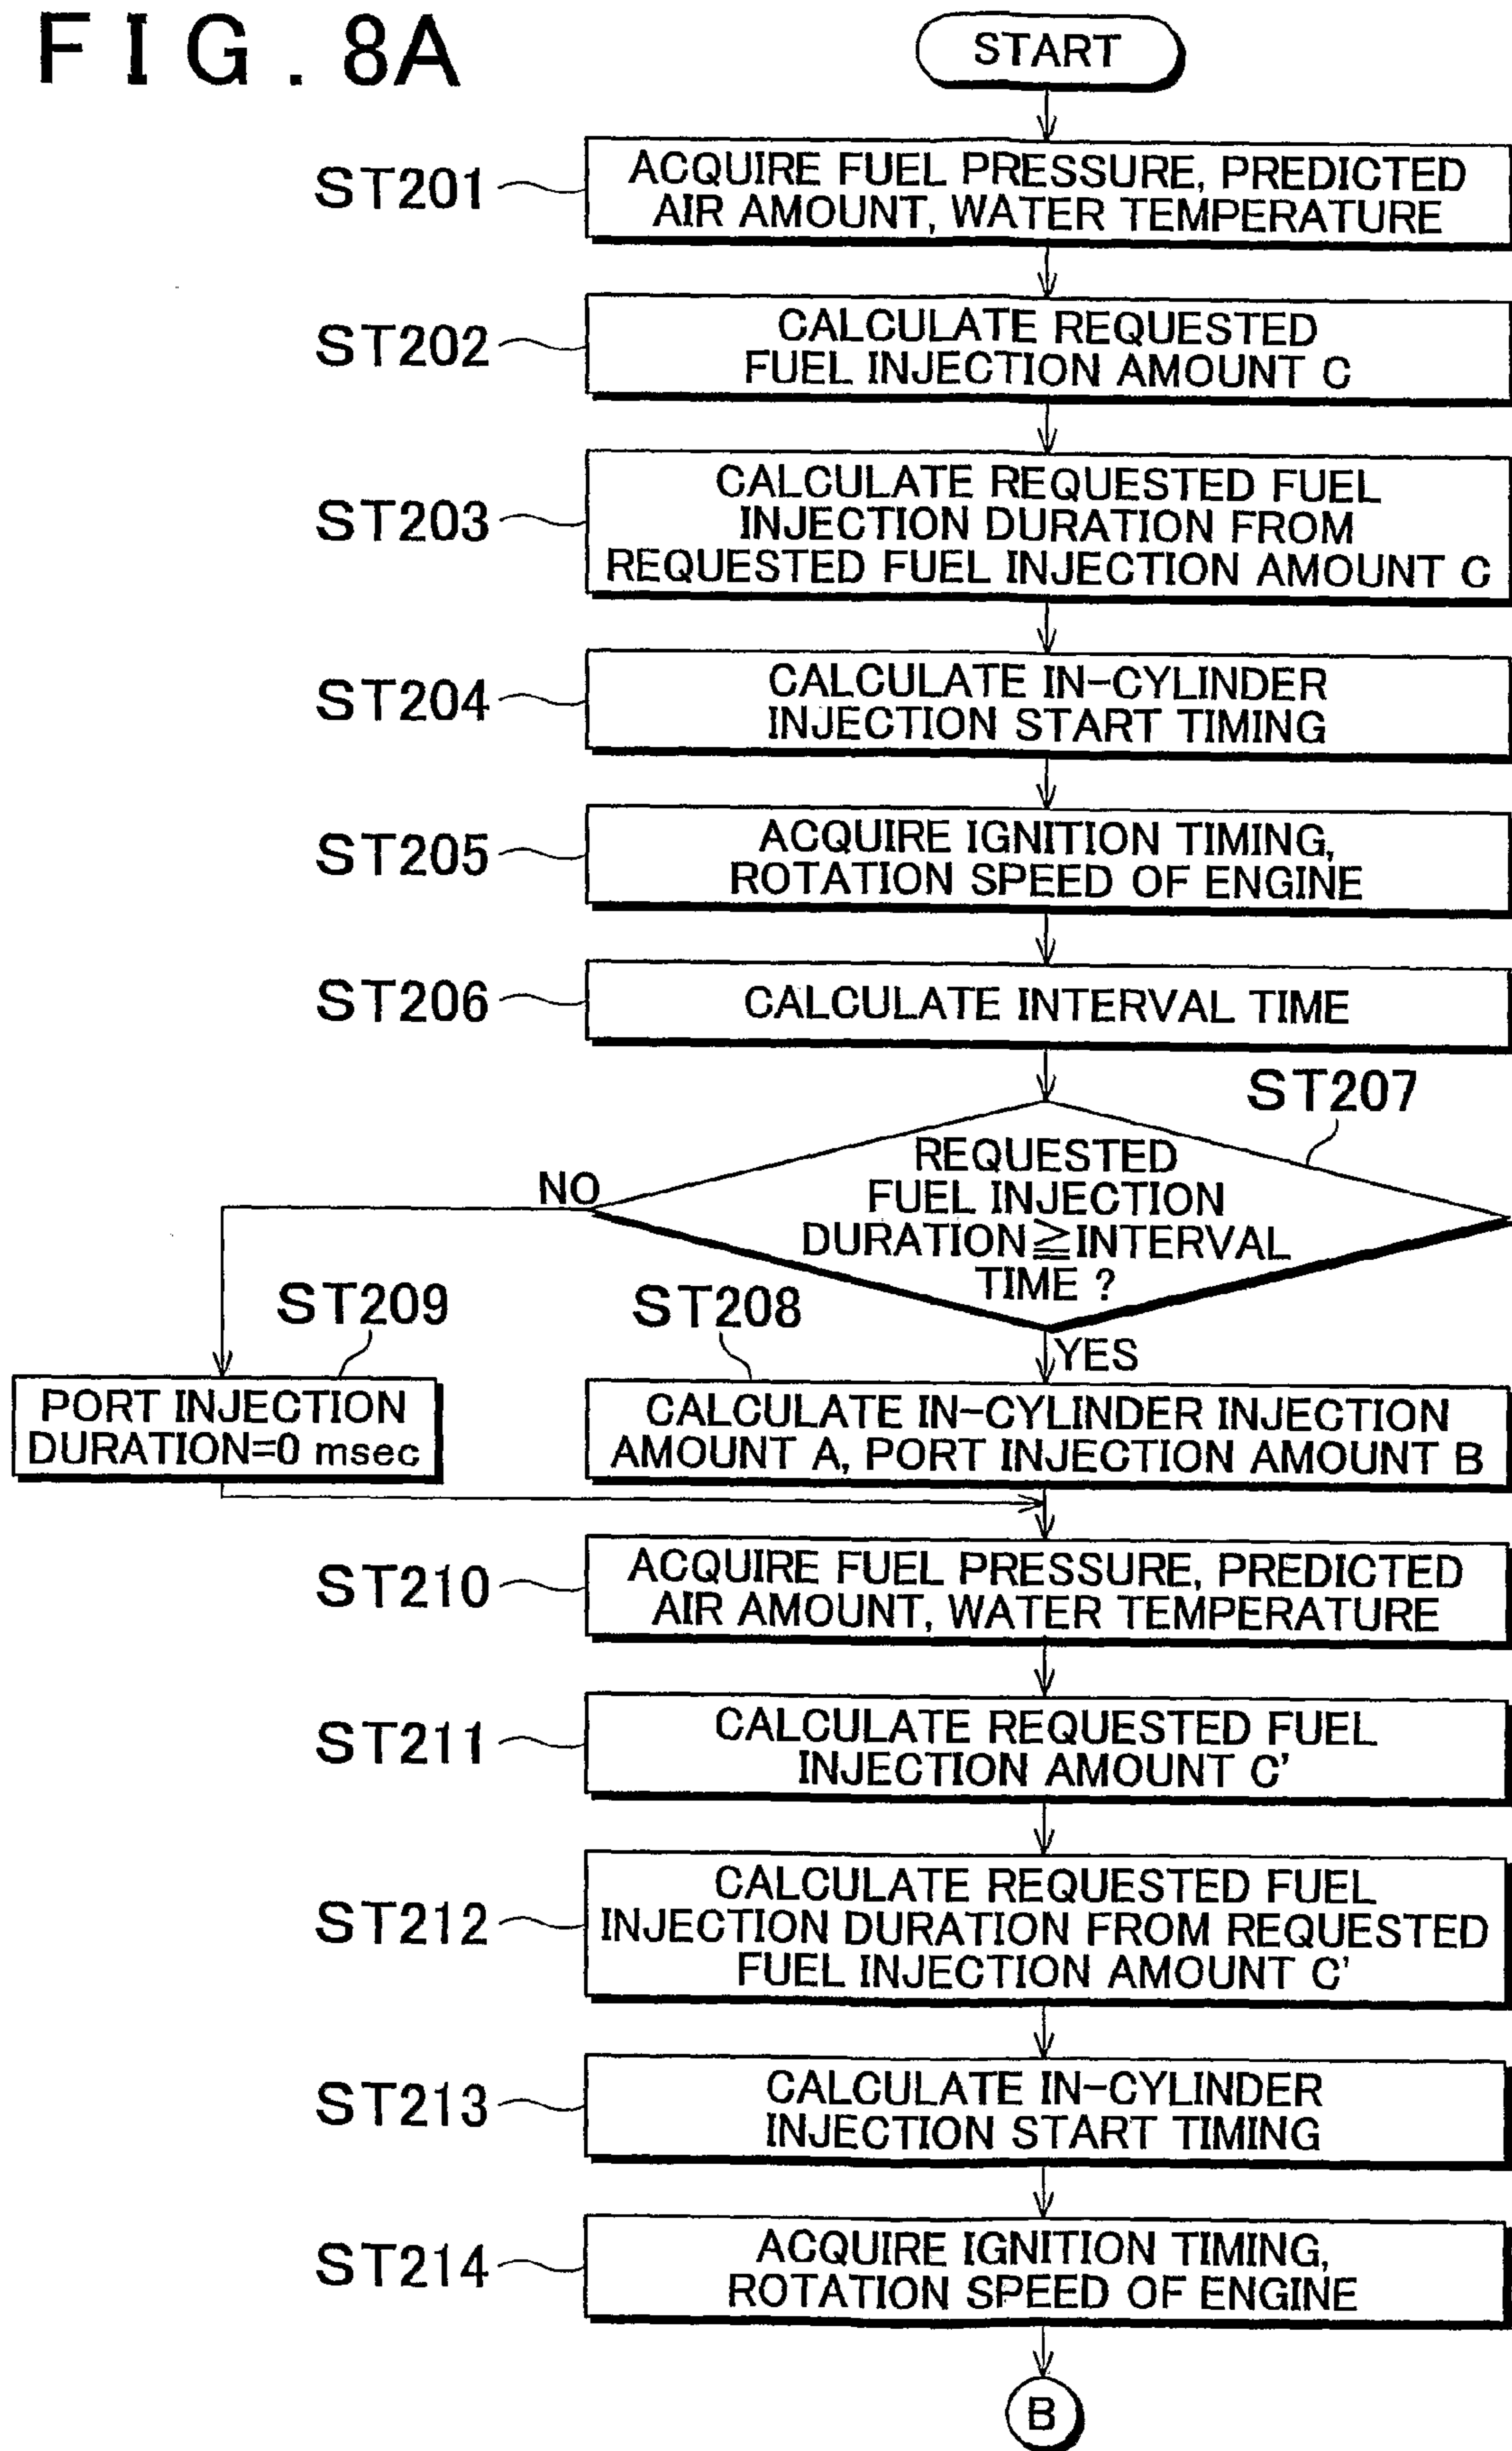 FIG. 8A
START
ST201
ACQUIRE FUEL PRESSURE, PREDICTED
AIR AMOUNT, WATER TEMPERATURE
ST202
CALCULATE REQUESTED
FUEL INJECTION AMOUNT C
ST203
CALCULATE REQUESTED FUEL
INJECTION DURATION FROM
REQUESTED FUEL INJECTION AMOUNT C
ST204
CALCULATE IN-CYLINDER
INJECTION START TIMING
ST205
ACQUIRE IGNITION TIMING,
ROTATION SPEED OF ENGINE
ST206
CALCULATE INTERVAL TIME
ST207
REQUESTED
FUEL INJECTION
DURATION≧INTERVAL
TIME ?
NO
YES
ST209
PORT INJECTION
DURATION=0 msec
ST208
CALCULATE IN-CYLINDER INJECTION
AMOUNT A, PORT INJECTION AMOUNT B
ST210
ACQUIRE FUEL PRESSURE, PREDICTED
AIR AMOUNT, WATER TEMPERATURE
ST211
CALCULATE REQUESTED FUEL
INJECTION AMOUNT C'
ST212
CALCULATE REQUESTED FUEL
INJECTION DURATION FROM REQUESTED
FUEL INJECTION AMOUNT C'
ST213
CALCULATE IN-CYLINDER
INJECTION START TIMING
ST214
ACQUIRE IGNITION TIMING,
ROTATION SPEED OF ENGINE
B